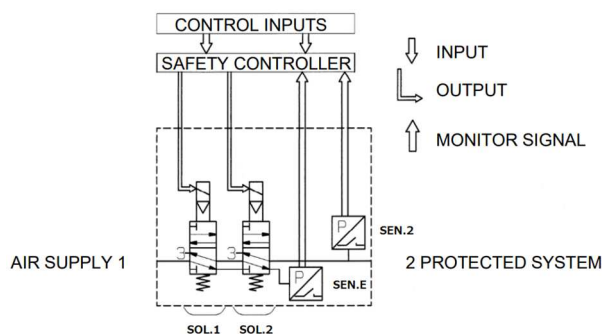 CONTROL INPUTS
SAFETY CONTROLLER
INPUT
OUTPUT
MONITOR SIGNAL
P
SEN.2
3
3
AIR SUPPLY 1
P
SEN.E
2 PROTECTED SYSTEM
SOL.1
SOL.2